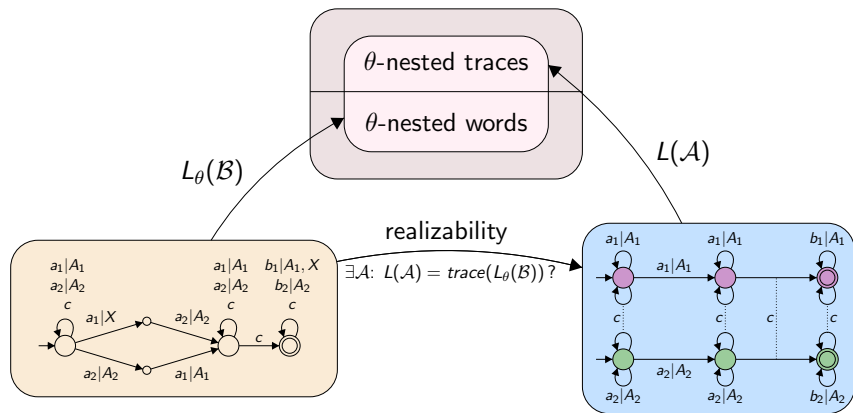 θ-nested traces
θ-nested words
L_θ(ℬ)
L(𝒜)
realizability
∃𝒜: L(𝒜) = trace(L_θ(ℬ)) ?
a₁|A₁
a₂|A₂
c
a₁|X
a₂|A₂
a₂|A₂
a₁|A₁
a₁|A₁
a₂|A₂
c
c
b₁|A₁, X
b₂|A₂
c
a₁|A₁
a₁|A₁
b₁|A₁
a₁|A₁
c
c
c
c
a₂|A₂
a₂|A₂
a₂|A₂
b₂|A₂